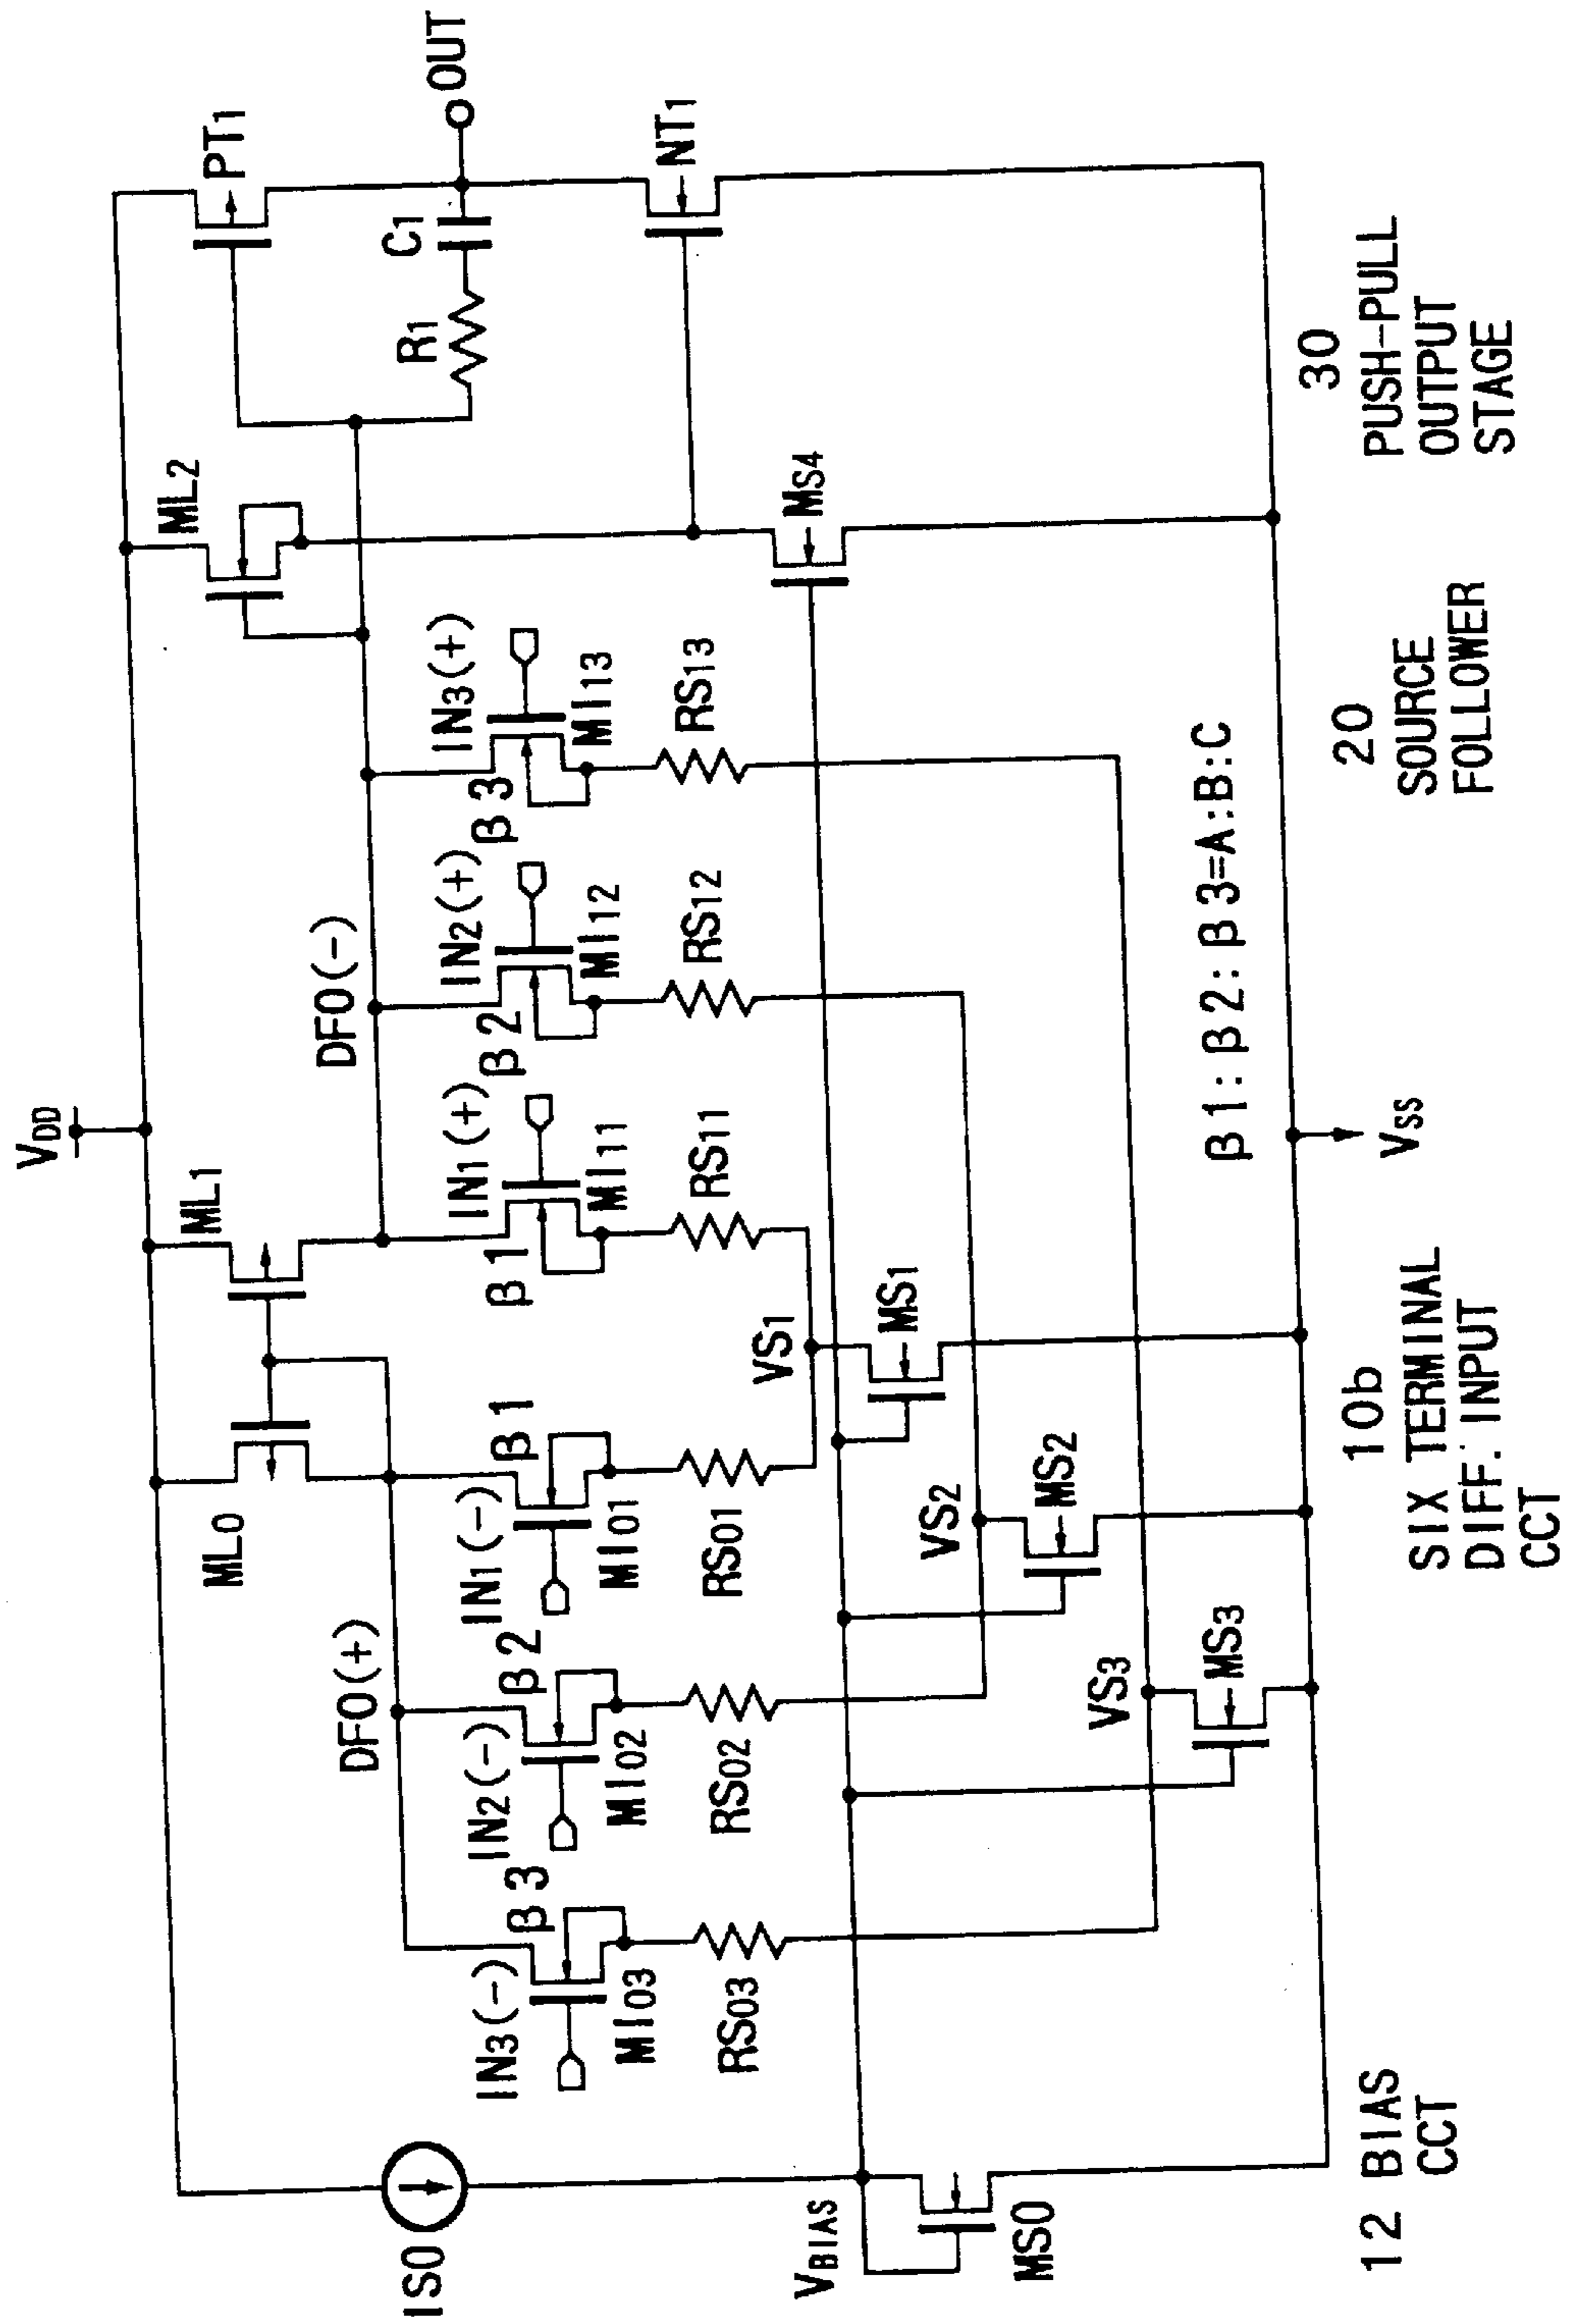 VDD
ML0
ML1
ML2
PT1
OUT
C1
R1
NT1
DF0(+)
DF0(-)
IS0
IN3(-)
β3
MI03
RS03
IN2(-)
β2
MI02
RS02
IN1(-)
β1
MI01
RS01
IN1(+)
β1
MI11
RS11
IN2(+)
β2
MI12
RS12
IN3(+)
β3
MI13
RS13
MS4
VBIAS
MS0
VS3
MS3
VS2
MS2
VS1
MS1
β1:β2:β3=A:B:C
VSS
12 BIAS
CCT
10b
SIX TERMINAL
DIFF. INPUT
CCT
20
SOURCE
FOLLOWER
30
PUSH-PULL
OUTPUT
STAGE